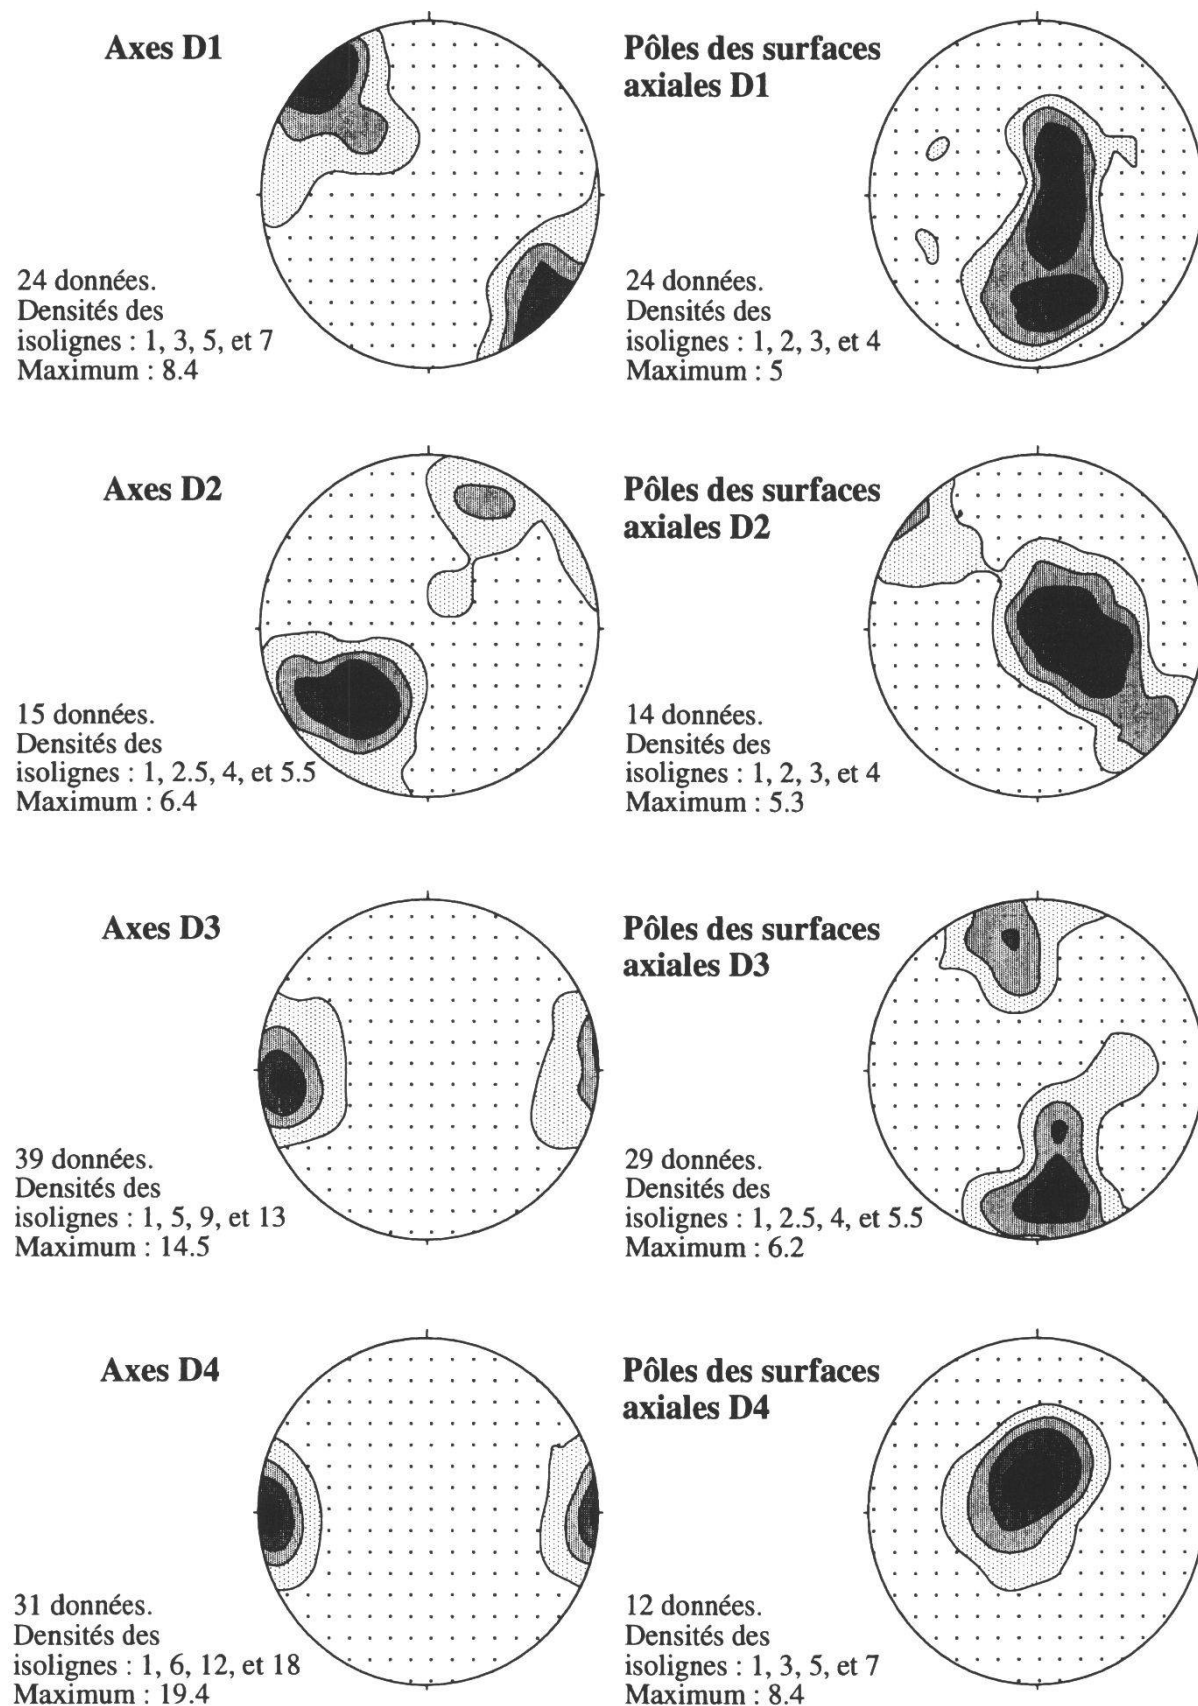 Axes D1
24 données.
Densités des
isolignes : 1, 3, 5, et 7
Maximum : 8.4
Pôles des surfaces
axiales D1
24 données.
Densités des
isolignes : 1, 2, 3, et 4
Maximum : 5
Axes D2
15 données.
Densités des
isolignes : 1, 2.5, 4, et 5.5
Maximum : 6.4
Pôles des surfaces
axiales D2
14 données.
Densités des
isolignes : 1, 2, 3, et 4
Maximum : 5.3
Axes D3
39 données.
Densités des
isolignes : 1, 5, 9, et 13
Maximum : 14.5
Pôles des surfaces
axiales D3
29 données.
Densités des
isolignes : 1, 2.5, 4, et 5.5
Maximum : 6.2
Axes D4
31 données.
Densités des
isolignes : 1, 6, 12, et 18
Maximum : 19.4
Pôles des surfaces
axiales D4
12 données.
Densités des
isolignes : 1, 3, 5, et 7
Maximum : 8.4